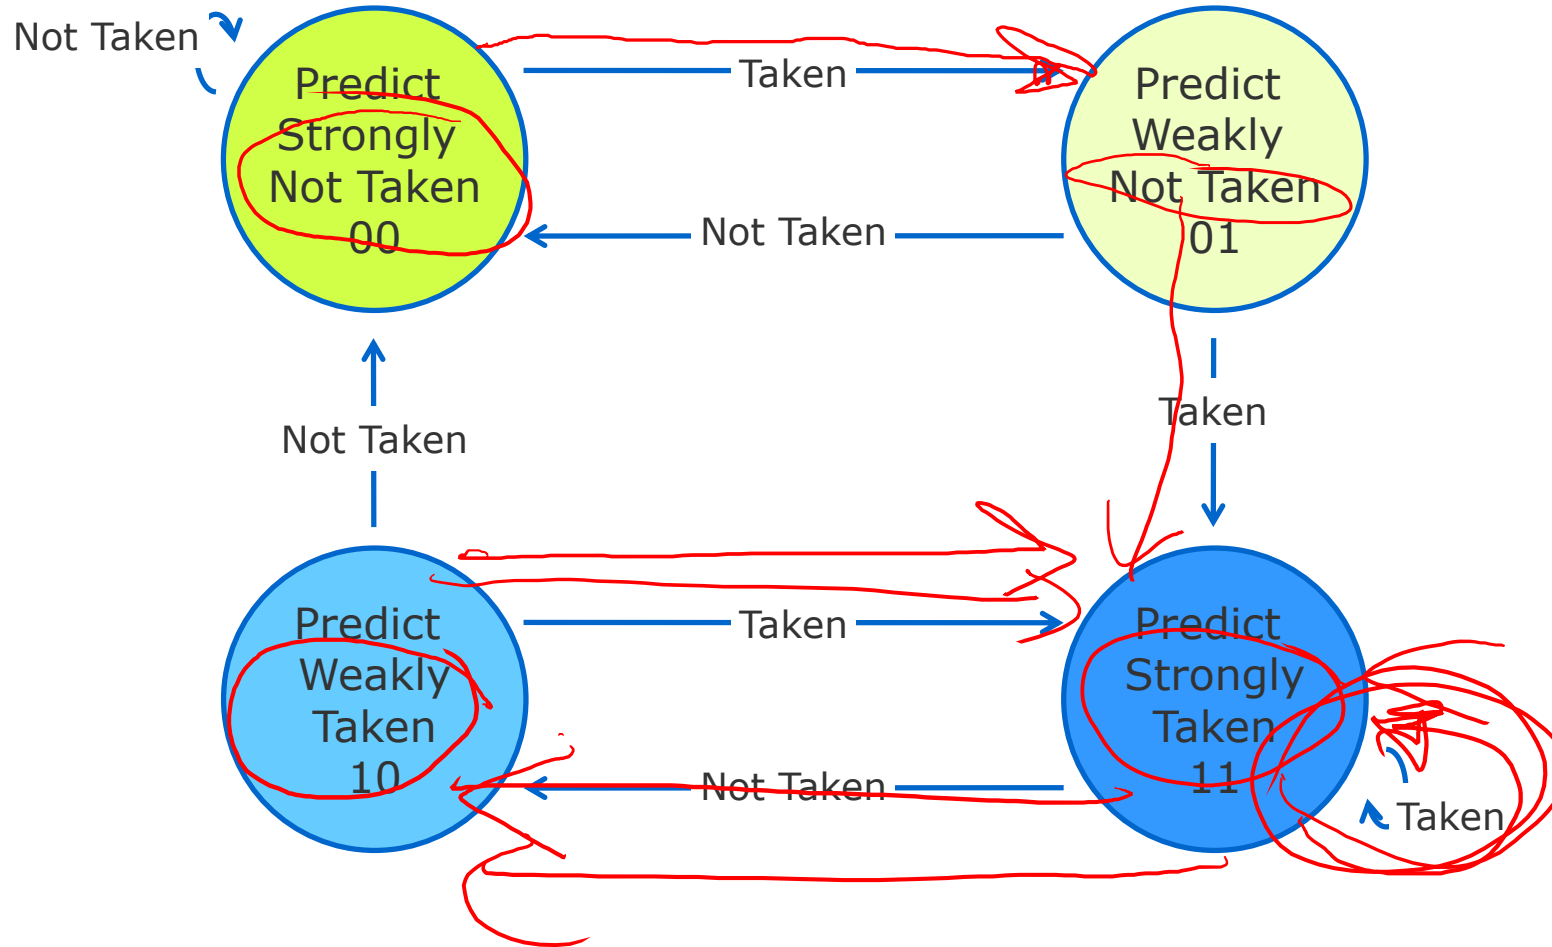 Not Taken
Predict
Strongly
Not Taken
00
Taken
Predict
Weakly
Not Taken
01
Not Taken
Not Taken
Taken
Predict
Weakly
Taken
10
Taken
Predict
Strongly
Taken
11
Not Taken
Taken